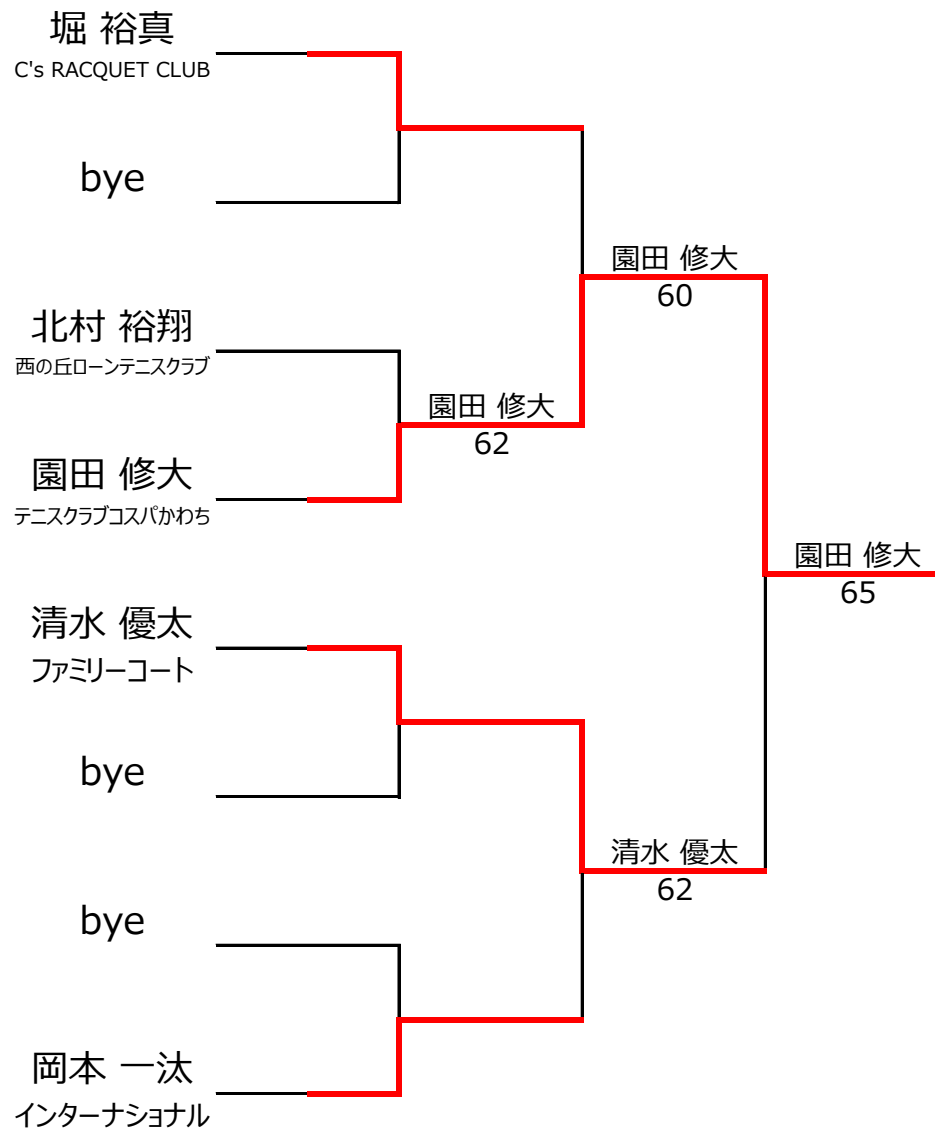 堀 裕真
C's RACQUET CLUB
bye
北村 裕翔
西の丘ローンテニスクラブ
園田 修大
テニスクラブコスパかわち
清水 優太
ファミリーコート
bye
bye
岡本 一汰
インターナショナル
園田 修大
62
園田 修大
60
清水 優太
62
園田 修大
65